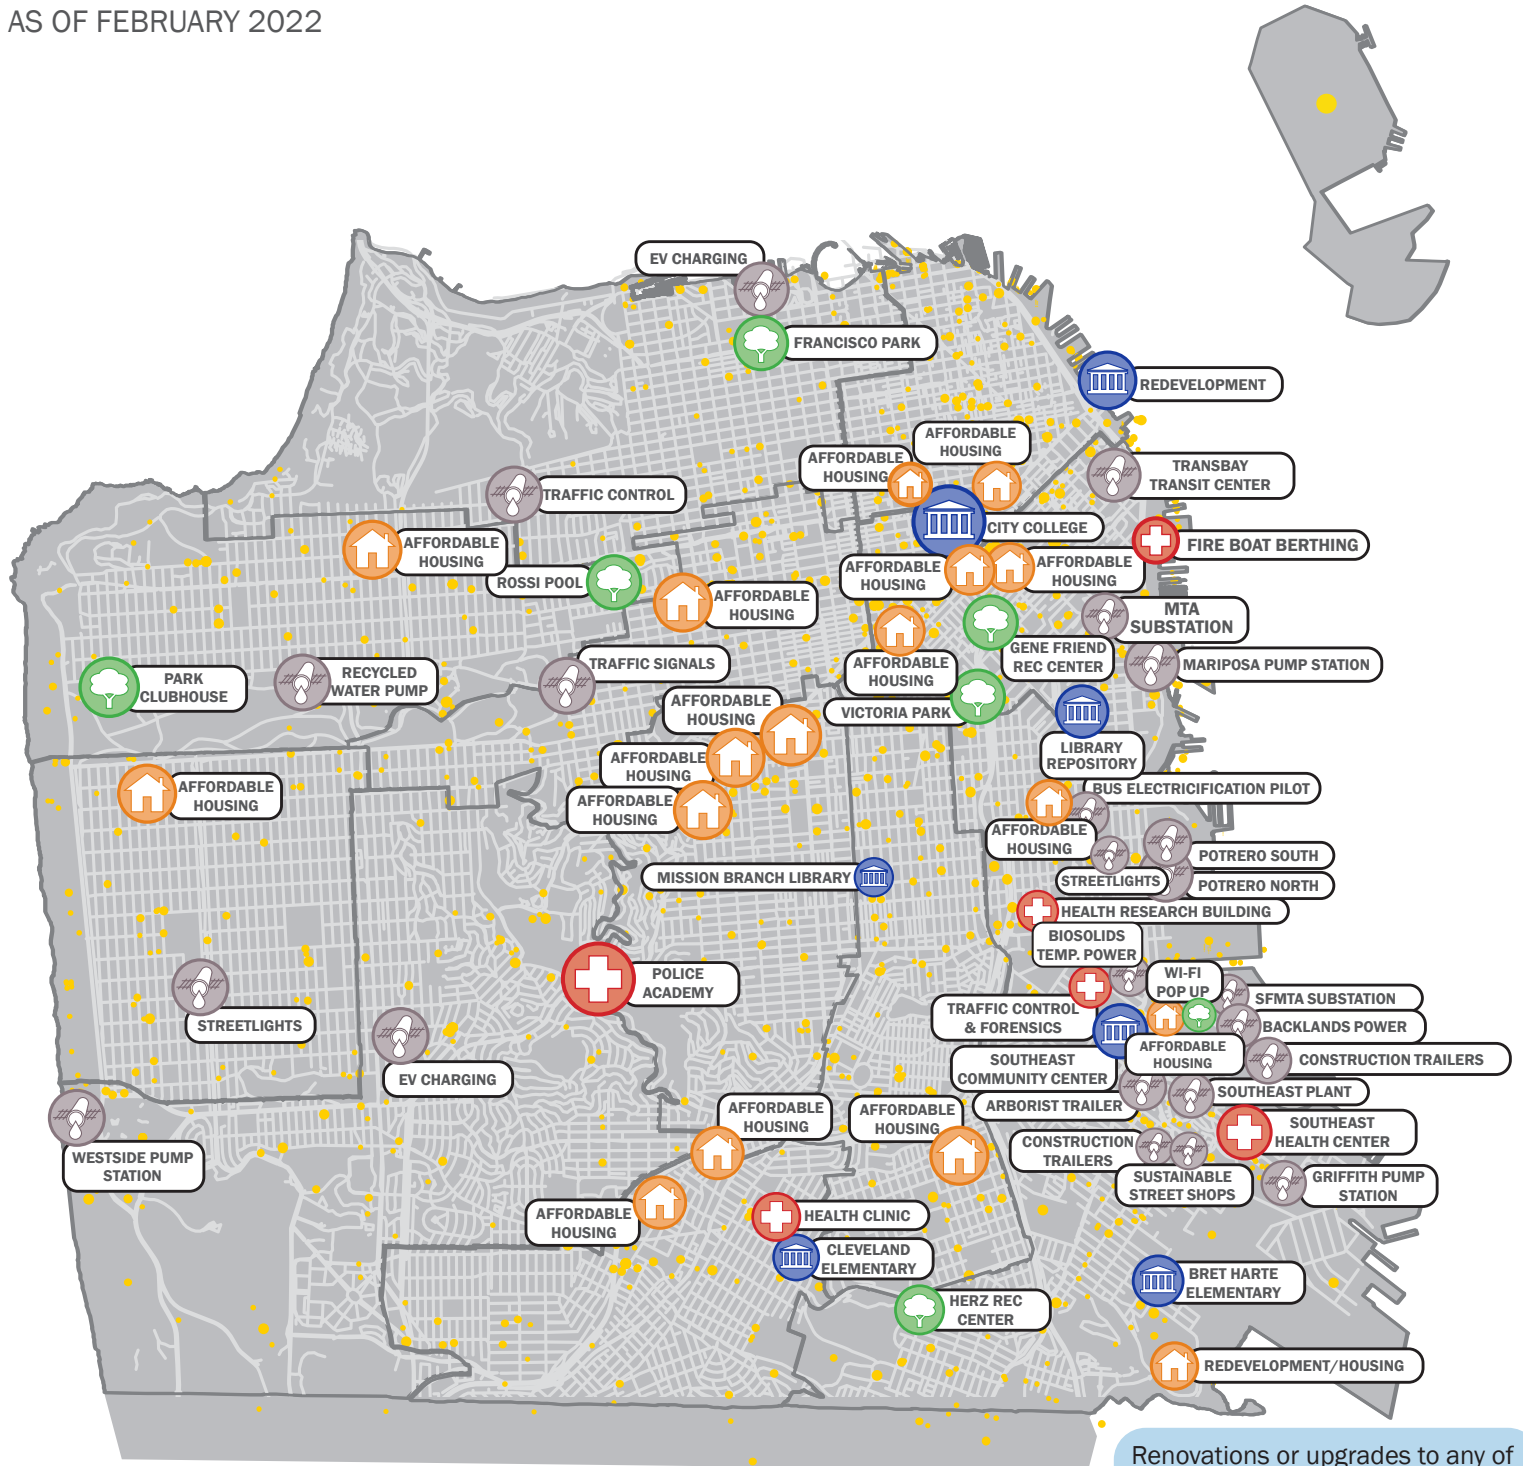 AS OF FEBRUARY 2022
EV CHARGING
FRANCISCO PARK
REDEVELOPMENT
AFFORDABLE
HOUSING
AFFORDABLE
HOUSING
TRANSBAY
TRANSIT CENTER
TRAFFIC CONTROL
CITY COLLEGE
FIRE BOAT BERTHING
AFFORDABLE
HOUSING
ROSSI POOL
AFFORDABLE
HOUSING
AFFORDABLE
HOUSING
AFFORDABLE
HOUSING
MTA
SUBSTATION
GENE FRIEND
REC CENTER
MARIPOSA PUMP STATION
AFFORDABLE
HOUSING
TRAFFIC SIGNALS
PARK
CLUBHOUSE
RECYCLED
WATER PUMP
AFFORDABLE
HOUSING
VICTORIA PARK
LIBRARY
REPOSITORY
AFFORDABLE
HOUSING
BUS ELECTRICIFICATION PILOT
AFFORDABLE
HOUSING
AFFORDABLE
HOUSING
AFFORDABLE
HOUSING
POTRERO SOUTH
MISSION BRANCH LIBRARY
STREETLIGHTS
POTRERO NORTH
HEALTH RESEARCH BUILDING
BIOSOLIDS
TEMP. POWER
POLICE
ACADEMY
WI-FI
POP UP
SFMTA SUBSTATION
TRAFFIC CONTROL
& FORENSICS
STREETLIGHTS
BACKLANDS POWER
AFFORDABLE
HOUSING
CONSTRUCTION TRAILERS
SOUTHEAST
COMMUNITY CENTER
EV CHARGING
SOUTHEAST PLANT
ARBORIST TRAILER
AFFORDABLE
HOUSING
AFFORDABLE
HOUSING
SOUTHEAST
HEALTH CENTER
CONSTRUCTION
TRAILERS
WESTSIDE PUMP
STATION
SUSTAINABLE
STREET SHOPS
GRIFFITH PUMP
STATION
AFFORDABLE
HOUSING
HEALTH CLINIC
CLEVELAND
ELEMENTARY
BRET HARTE
ELEMENTARY
HERZ REC
CENTER
REDEVELOPMENT/HOUSING
Renovations or upgrades to any of